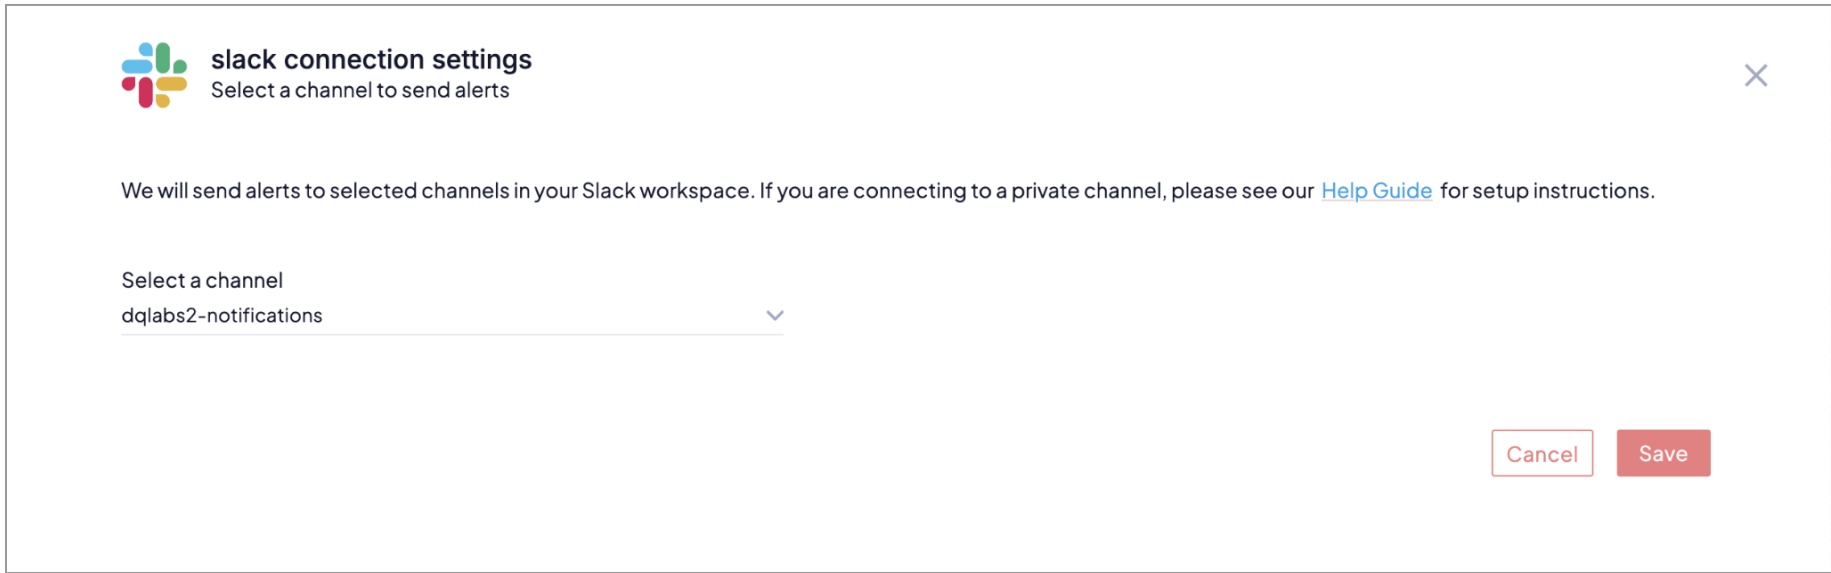 slack connection settings
Select a channel to send alerts
We will send alerts to selected channels in your Slack workspace. If you are connecting to a private channel, please see our Help Guide for setup instructions.
Select a channel
dqlabs2-notifications
Cancel Save